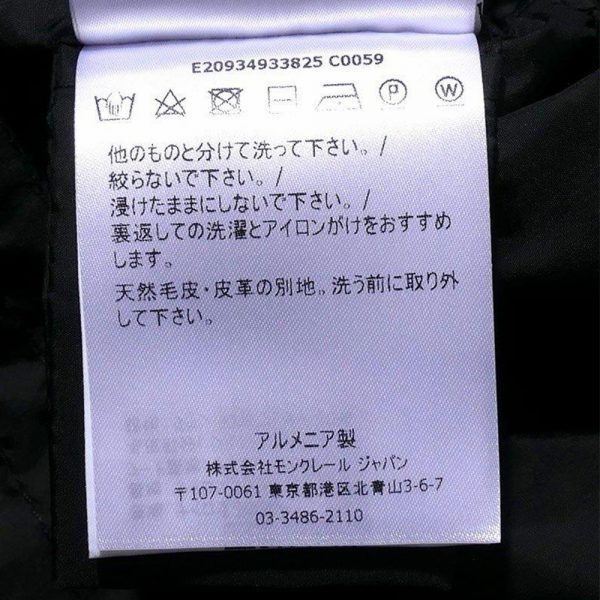 E20934933825 C0059
P W
他のものと分けて洗って下さい。/
絞らないで下さい。/
浸けたままにしないで下さい。/
裏返しての洗濯とアイロンがけをおすすめ
します。
天然毛皮・皮革の別地。洗う前に取り外
して下さい。
アルメニア製
株式会社モンクレール ジャパン
〒107-0061 東京都港区北青山3-6-7
03-3486-2110